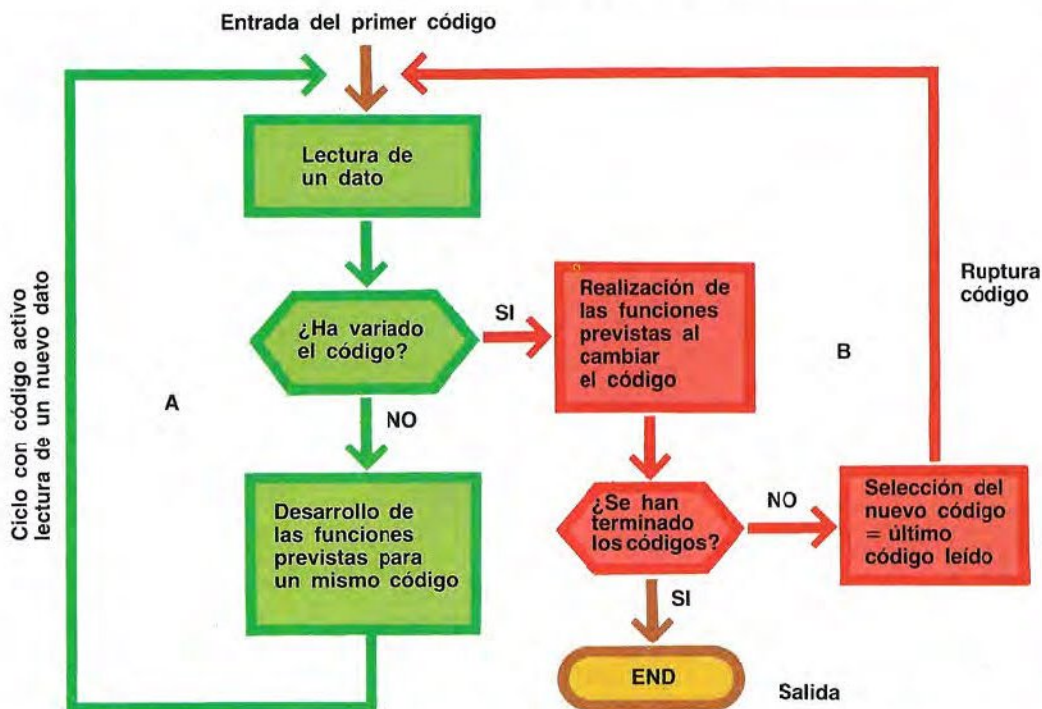 Entrada del primer código
Lectura de
un dato
¿Ha variado
el código?
SI
Realización de
las funciones
previstas al
cambiar
el código
Ruptura
código
B
A
NO
Ciclo con código activo
lectura de un nuevo dato
Desarrollo de
las funciones
previstas para
un mismo código
¿Se han
terminado
los códigos?
NO
Selección del
nuevo código
= último
código leído
SI
END
Salida